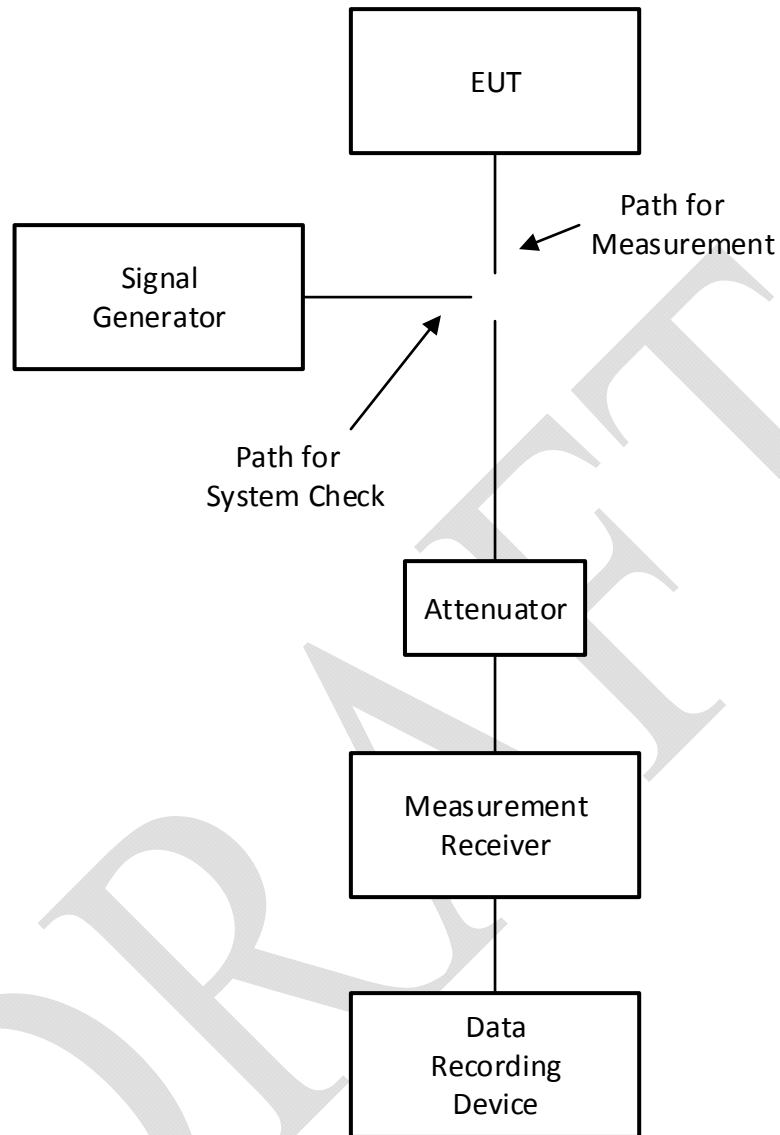 EUT
Path for
Measurement
Signal
Generator
Path for
System Check
Attenuator
Measurement
Receiver
Data
Recording
Device
DRAFT